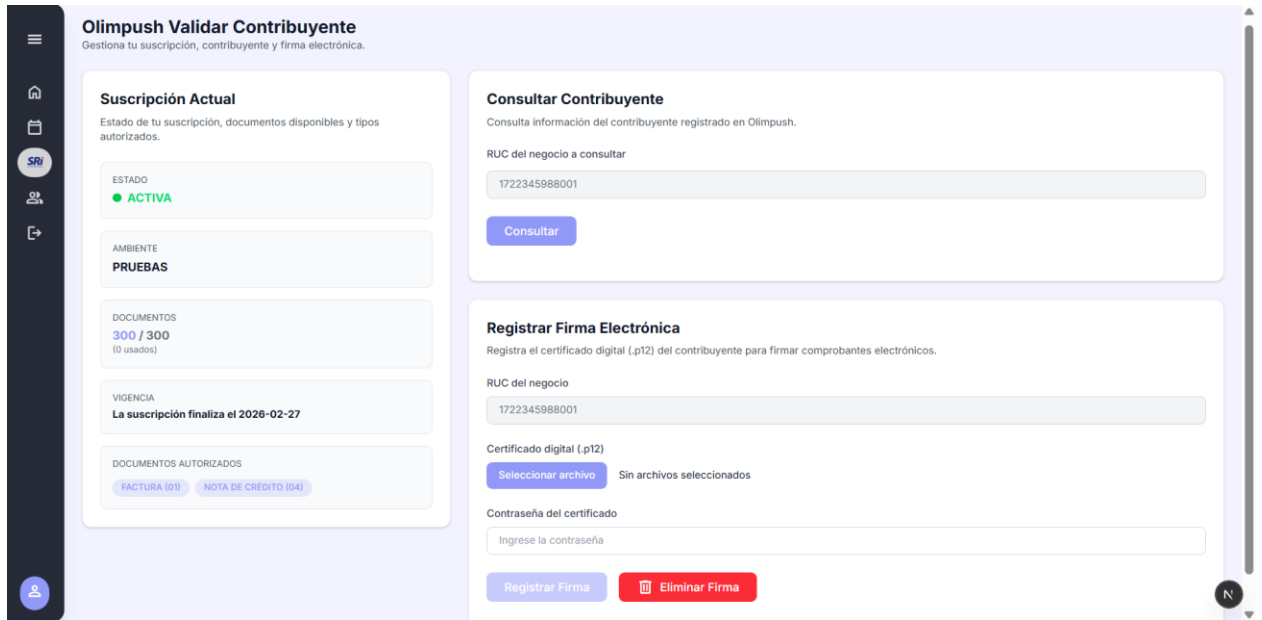 Olimpush Validar Contribuyente
Gestiona tu suscripción, contribuyente y firma electrónica.
SRi
Suscripción Actual
Estado de tu suscripción, documentos disponibles y tipos
autorizados.
ESTADO
ACTIVA
AMBIENTE
PRUEBAS
DOCUMENTOS
300 / 300
(0 usados)
VIGENCIA
La suscripción finaliza el 2026-02-27
DOCUMENTOS AUTORIZADOS
FACTURA (01) NOTA DE CRÉDITO (04)
Consultar Contribuyente
Consulta información del contribuyente registrado en Olimpush.
RUC del negocio a consultar
1722345988001
Consultar
Registrar Firma Electrónica
Registra el certificado digital (.p12) del contribuyente para firmar comprobantes electrónicos.
RUC del negocio
1722345988001
Certificado digital (.p12)
Seleccionar archivo Sin archivos seleccionados
Contraseña del certificado
Ingrese la contraseña
Registrar Firma Eliminar Firma
N